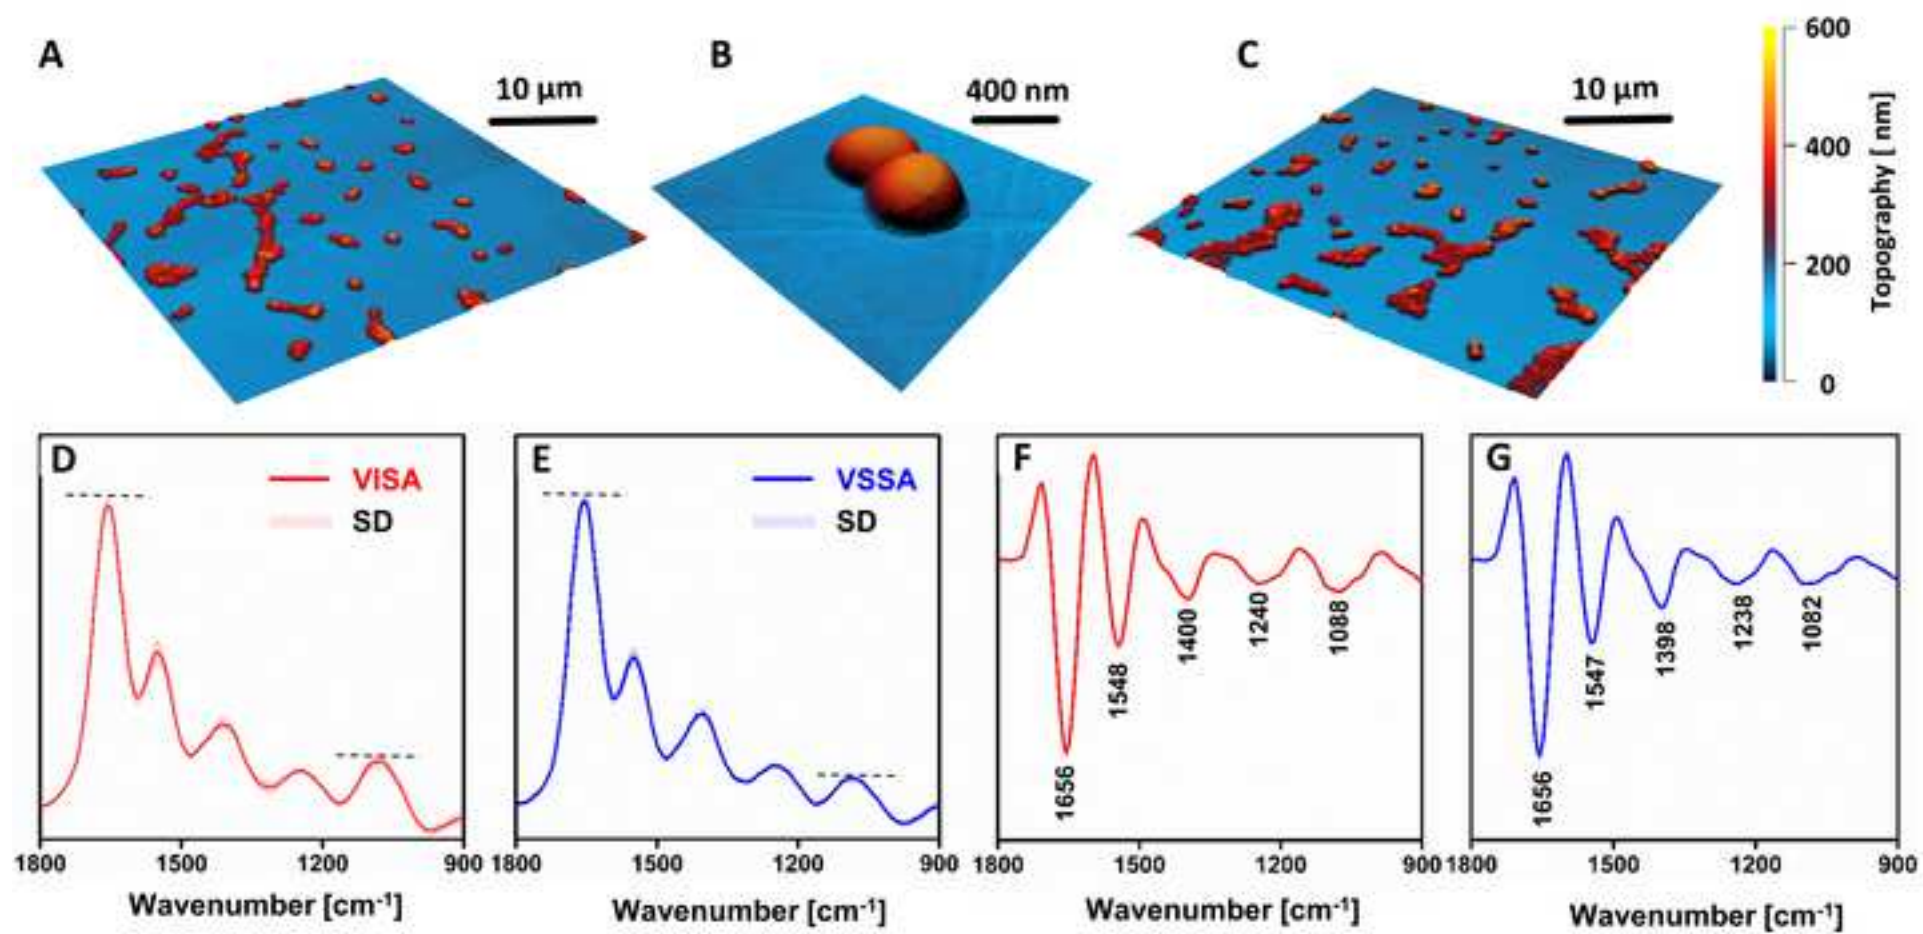 A
10 µm
B
400 nm
C
10 µm
600
400
200
0
Topography [ nm]
D
VISA
SD
1800
1500
1200
900
Wavenumber [cm-1]
E
VSSA
SD
1800
1500
1200
900
Wavenumber [cm-1]
F
1656
1548
1400
1240
1088
1800
1500
1200
900
Wavenumber [cm-1]
G
1656
1547
1398
1238
1082
1800
1500
1200
900
Wavenumber [cm-1]